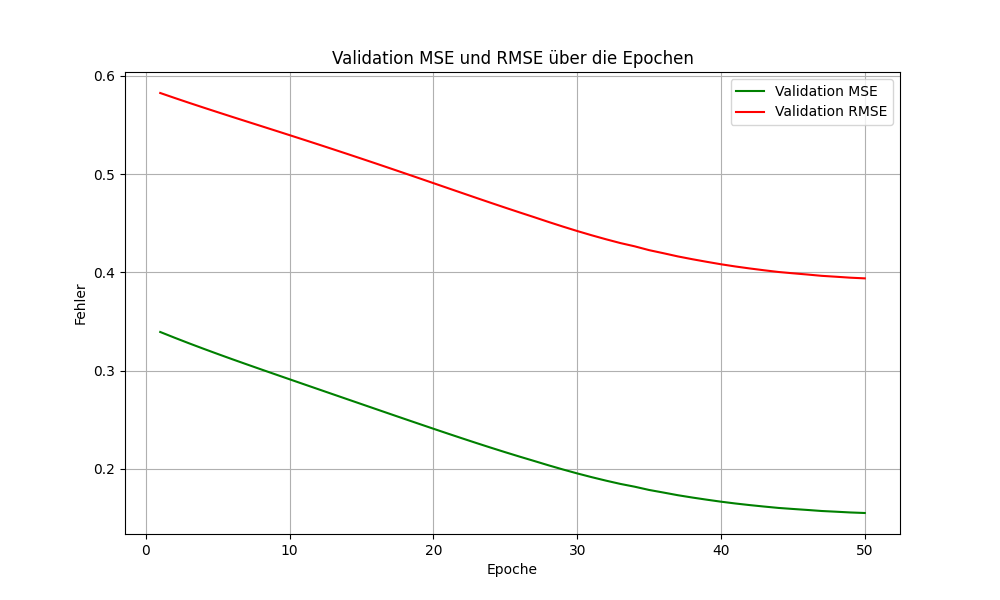 Validation MSE und RMSE über die Epochen
Validation MSE
Validation RMSE
Fehler
0.6
0.5
0.4
0.3
0.2
0 10 20 30 40 50
Epoche